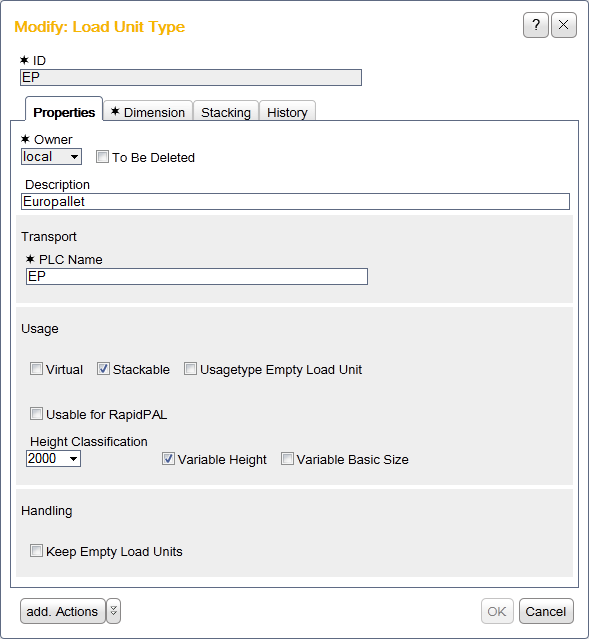 Modify: Load Unit Type
?
✶ ID
EP
Properties ✶ Dimension Stacking History
✶ Owner
local To Be Deleted
Description
Europallet
Transport
✶ PLC Name
EP
Usage
Virtual Stackable Usagetype Empty Load Unit
Usable for RapidPAL
Height Classification
2000 Variable Height Variable Basic Size
Handling
Keep Empty Load Units
add. Actions OK Cancel